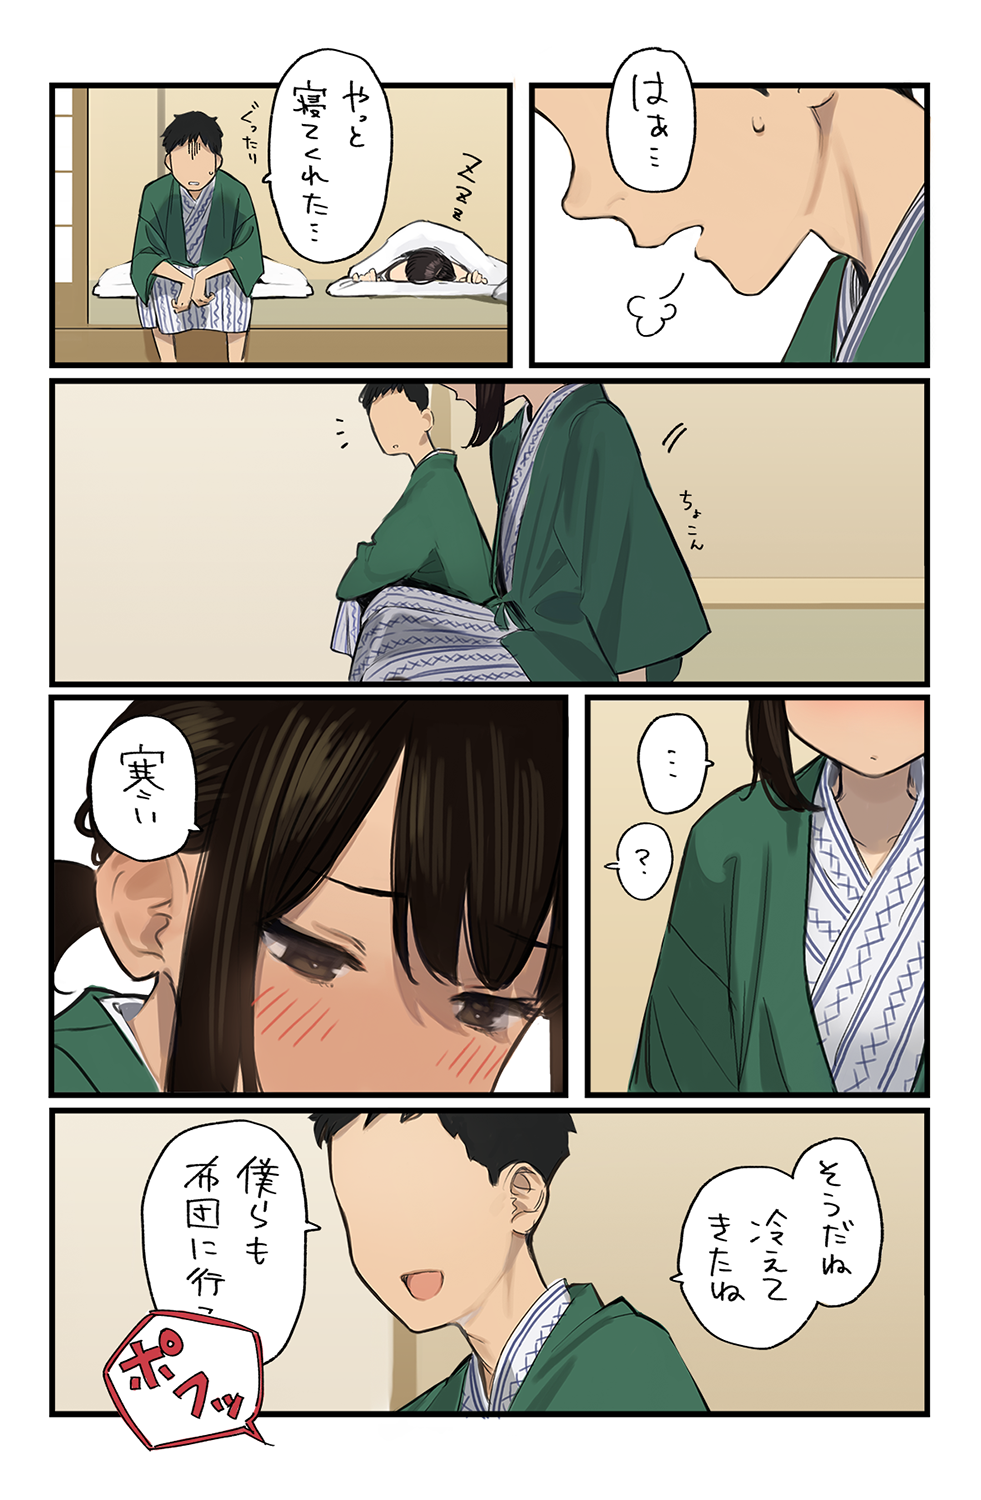 はぁ…
やっと
寝てくれた…
ぐったり
zzzz
ちょこん
…
?
寒い
そうだね
冷えて
きたね
僕らも
布団に行
ポフッ